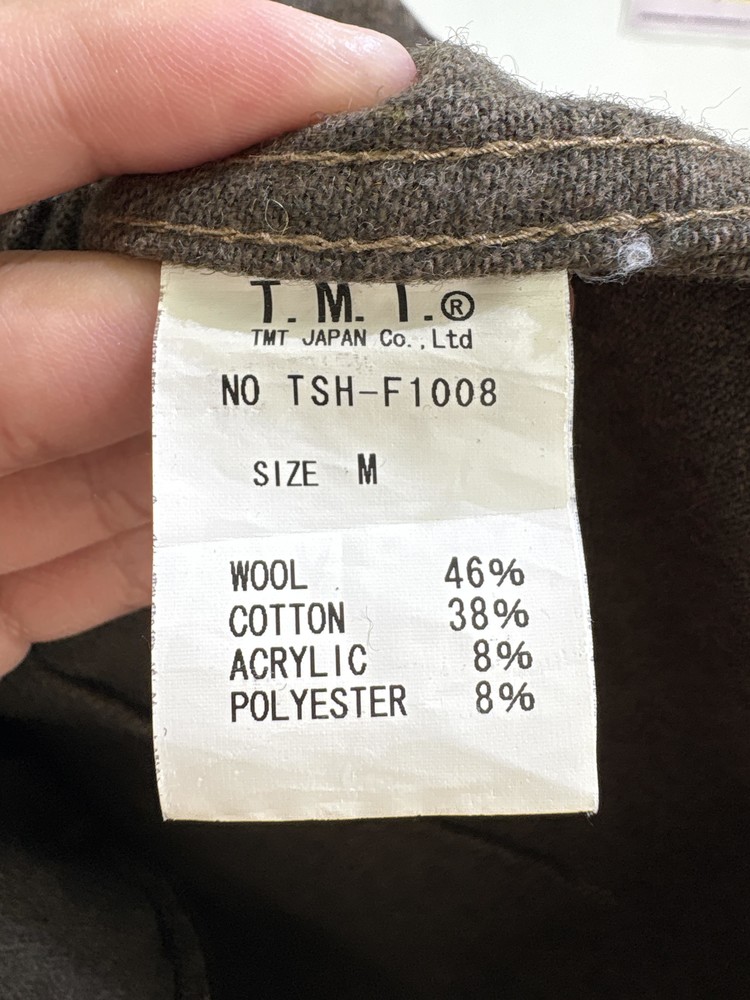 T. M. T. ®
TMT JAPAN Co.,Ltd
NO TSH-F1008
SIZE M
WOOL 46%
COTTON 38%
ACRYLIC 8%
POLYESTER 8%